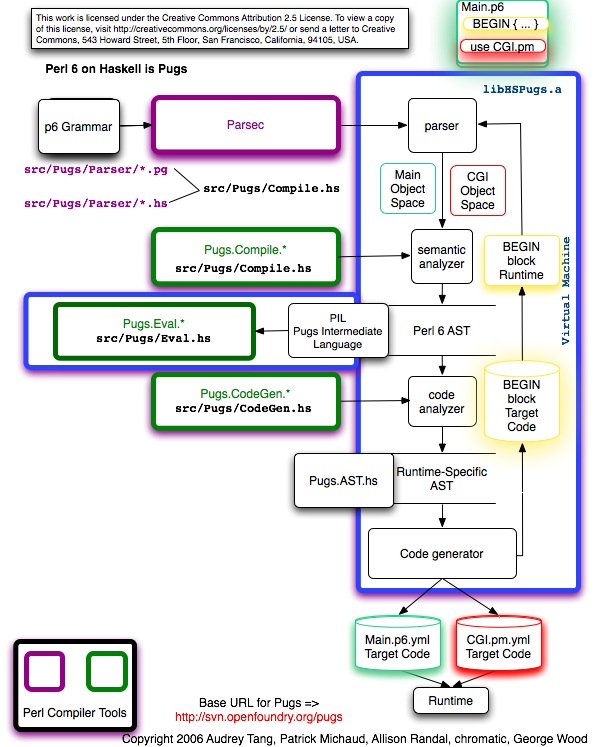 This work is licensed under the Creative Commons Attribution 2.5 License. To view a copy
of this license, visit http://creativecommons.org/licenses/by/2.5/ or send a letter to Creative
Commons, 543 Howard Street, 5th Floor, San Francisco, California, 94105, USA.
Main.p6
BEGIN { ... }
use CGI.pm
Perl 6 on Haskell is Pugs
libHSPugs.a
p6 Grammar
Parsec
parser
src/Pugs/Parser/*.pg
src/Pugs/Parser/*.hs
src/Pugs/Compile.hs
Main
Object
Space
CGI
Object
Space
Pugs.Compile.*
src/Pugs/Compile.hs
semantic
analyzer
BEGIN
block
Runtime
Virtual Machine
Pugs.Eval.*
src/Pugs/Eval.hs
PIL
Pugs Intermediate
Language
Perl 6 AST
Pugs.CodeGen.*
src/Pugs/CodeGen.hs
code
analyzer
BEGIN
block
Target
Code
Pugs.AST.hs
Runtime-Specific
AST
Code generator
Main.p6.yml
Target Code
CGI.pm.yml
Target Code
Runtime
Perl Compiler Tools
Base URL for Pugs =>
http://svn.openfoundry.org/pugs
Copyright 2006 Audrey Tang, Patrick Michaud, Allison Randal, chromatic, George Wood